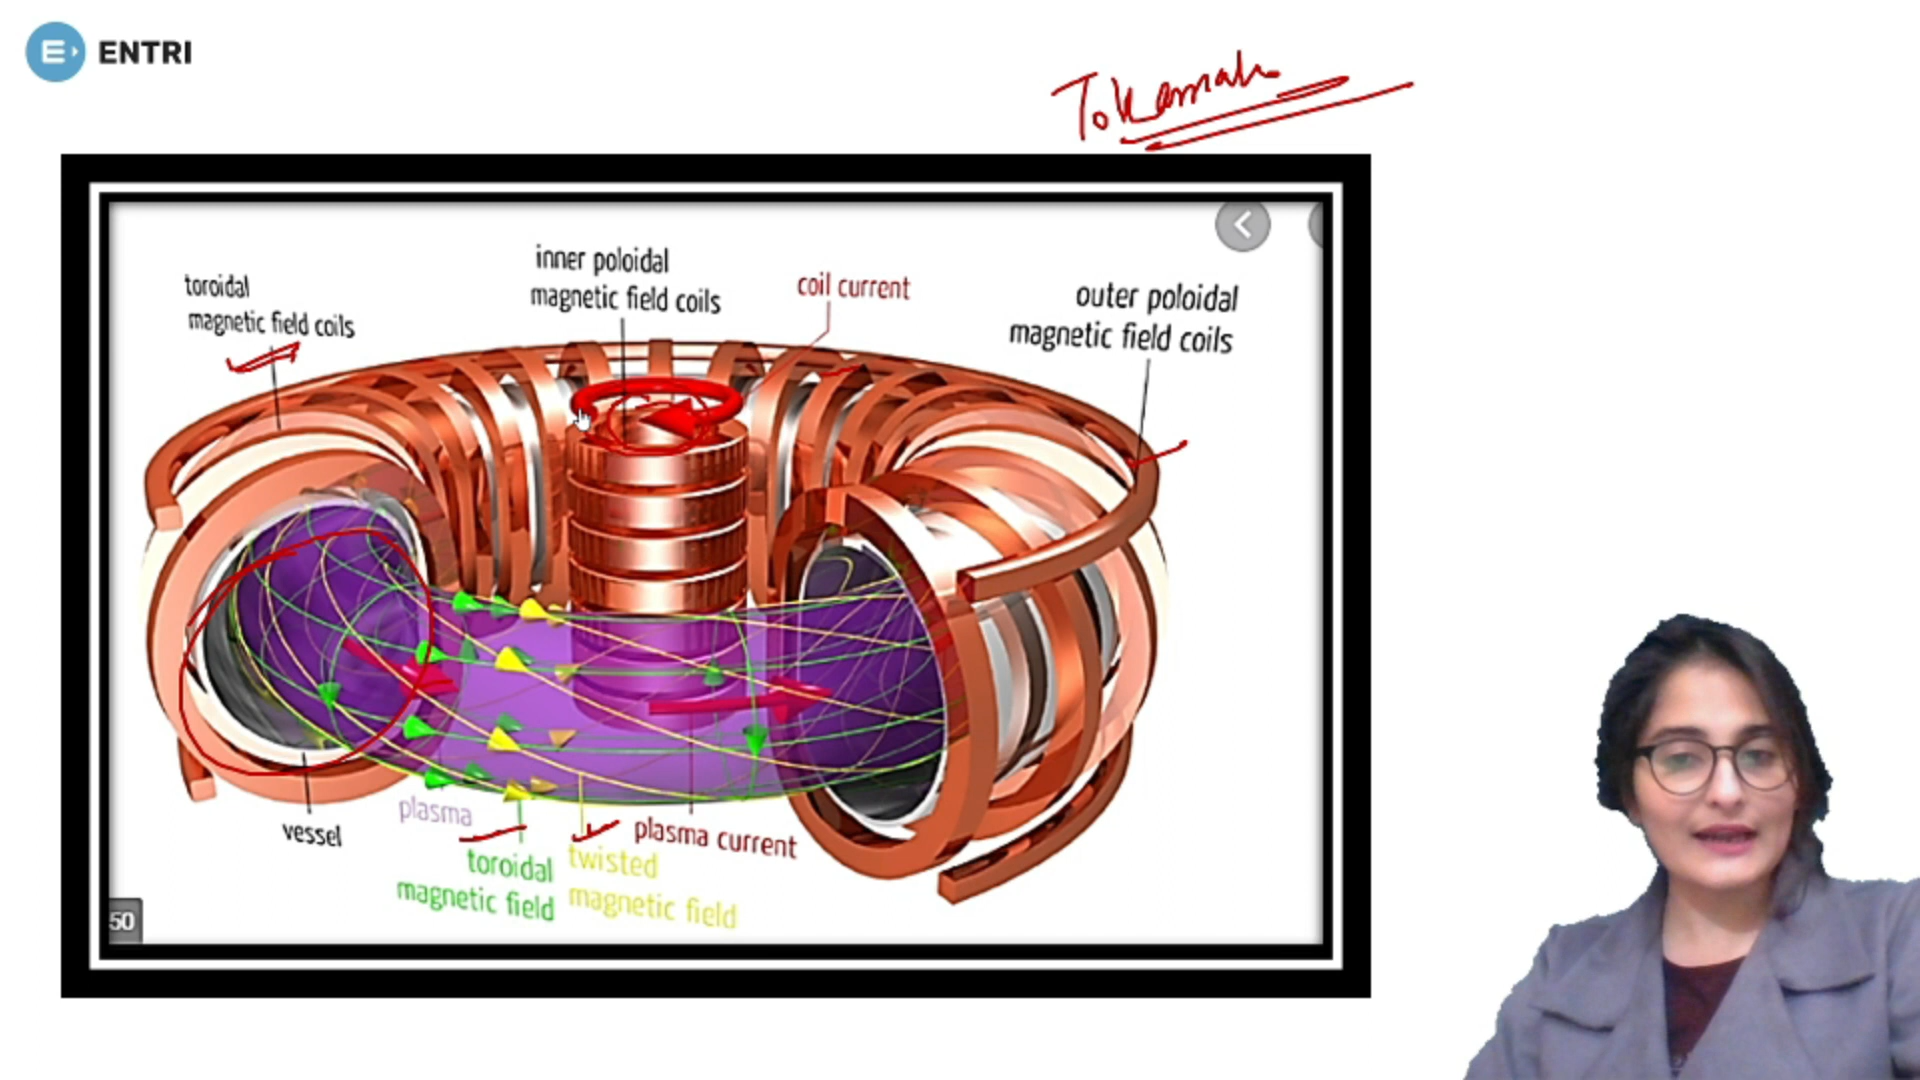 ENTRI
Tokamak
inner poloidal
magnetic field coils
toroidal
magnetic field coils
coil current
outer poloidal
magnetic field coils
vessel
plasma
plasma current
toroidal
magnetic field
twisted
magnetic field
50